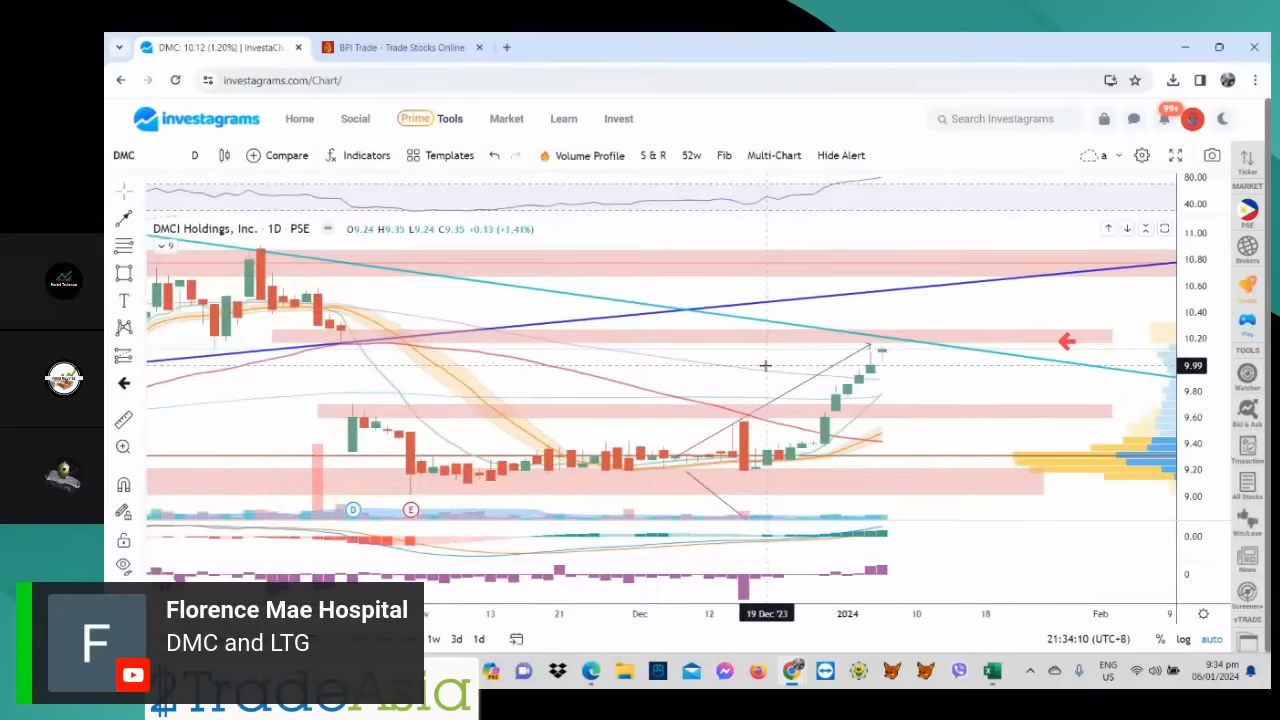 DMC: 10.12 (1.20%) | InvestaCh
BPI Trade - Trade Stocks Online
investagrams.com/Chart/
investagrams
Home
Social
Prime Tools
Market
Learn
Invest
Search Investagrams
99+
DMC
D
Compare
Indicators
Templates
Volume Profile
S & R
52w
Fib
Multi-Chart
Hide Alert
a
Ticker
MARKET
PSE
Brokers
Play
TOOLS
Watcher
Bid & Ask
Transaction
All Stocks
Win/Lose
News
Screener+
vTRADE
80.00
40.00
DMCI Holdings, Inc. · 1D · PSE
O9.24 H9.35 L9.24 C9.35 +0.13 (+1.41%)
9
11.00
10.80
10.60
10.40
10.20
9.99
9.80
9.60
9.40
9.20
9.00
0.00
0
D
E
13
21
Dec
12
19 Dec '23
2024
10
18
Feb
9
1w
3d
1d
21:34:10 (UTC+8)
%
log
auto
ENG
US
9:34 pm
06/01/2024
F
Florence Mae Hospital
DMC and LTG
TradeAsia